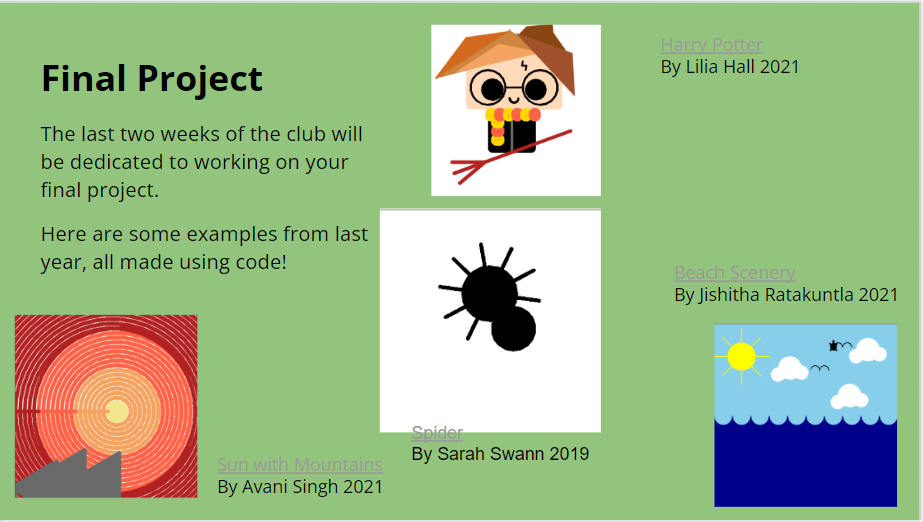 Final Project
The last two weeks of the club will
be dedicated to working on your
final project.
Here are some examples from last
year, all made using code!
Harry Potter
By Lilia Hall 2021
Beach Scenery
By Jishitha Ratakuntla 2021
Spider
By Sarah Swann 2019
Sun with Mountains
By Avani Singh 2021